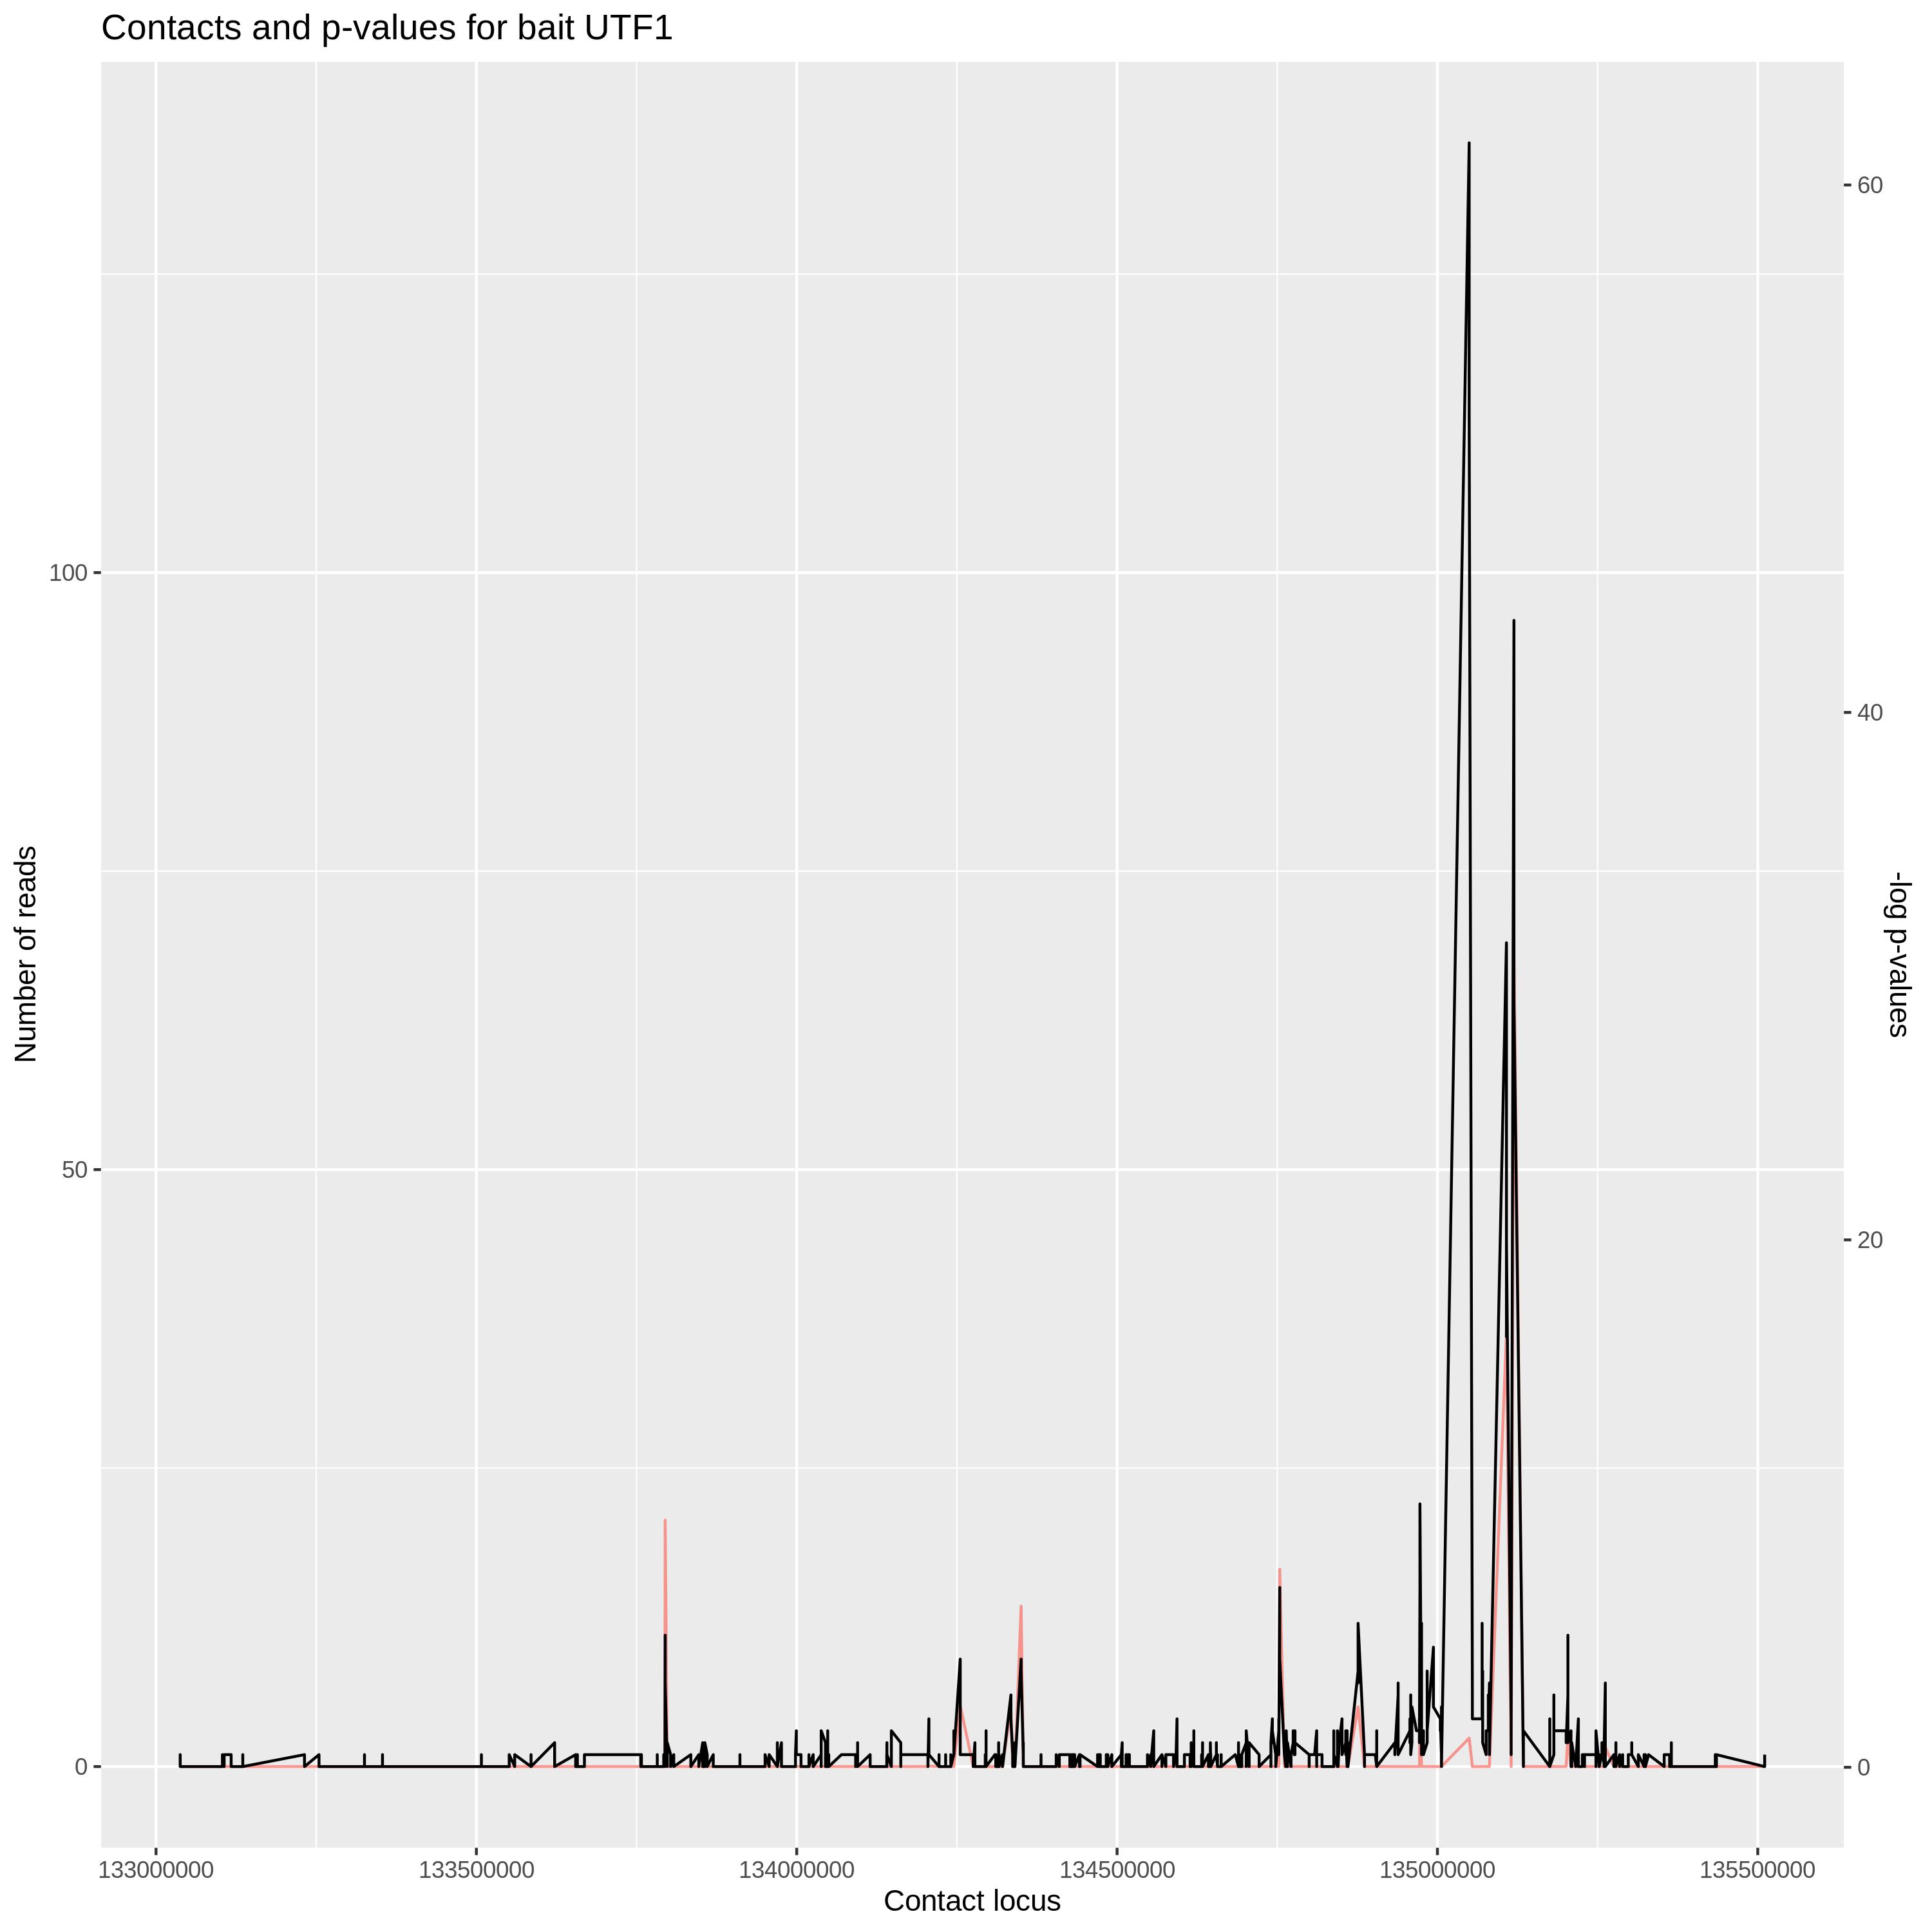 Contacts and p-values for bait UTF1
60
100
40
Number of reads
-log p-values
50
20
0
0
133000000 133500000 134000000 134500000 135000000 135500000
Contact locus